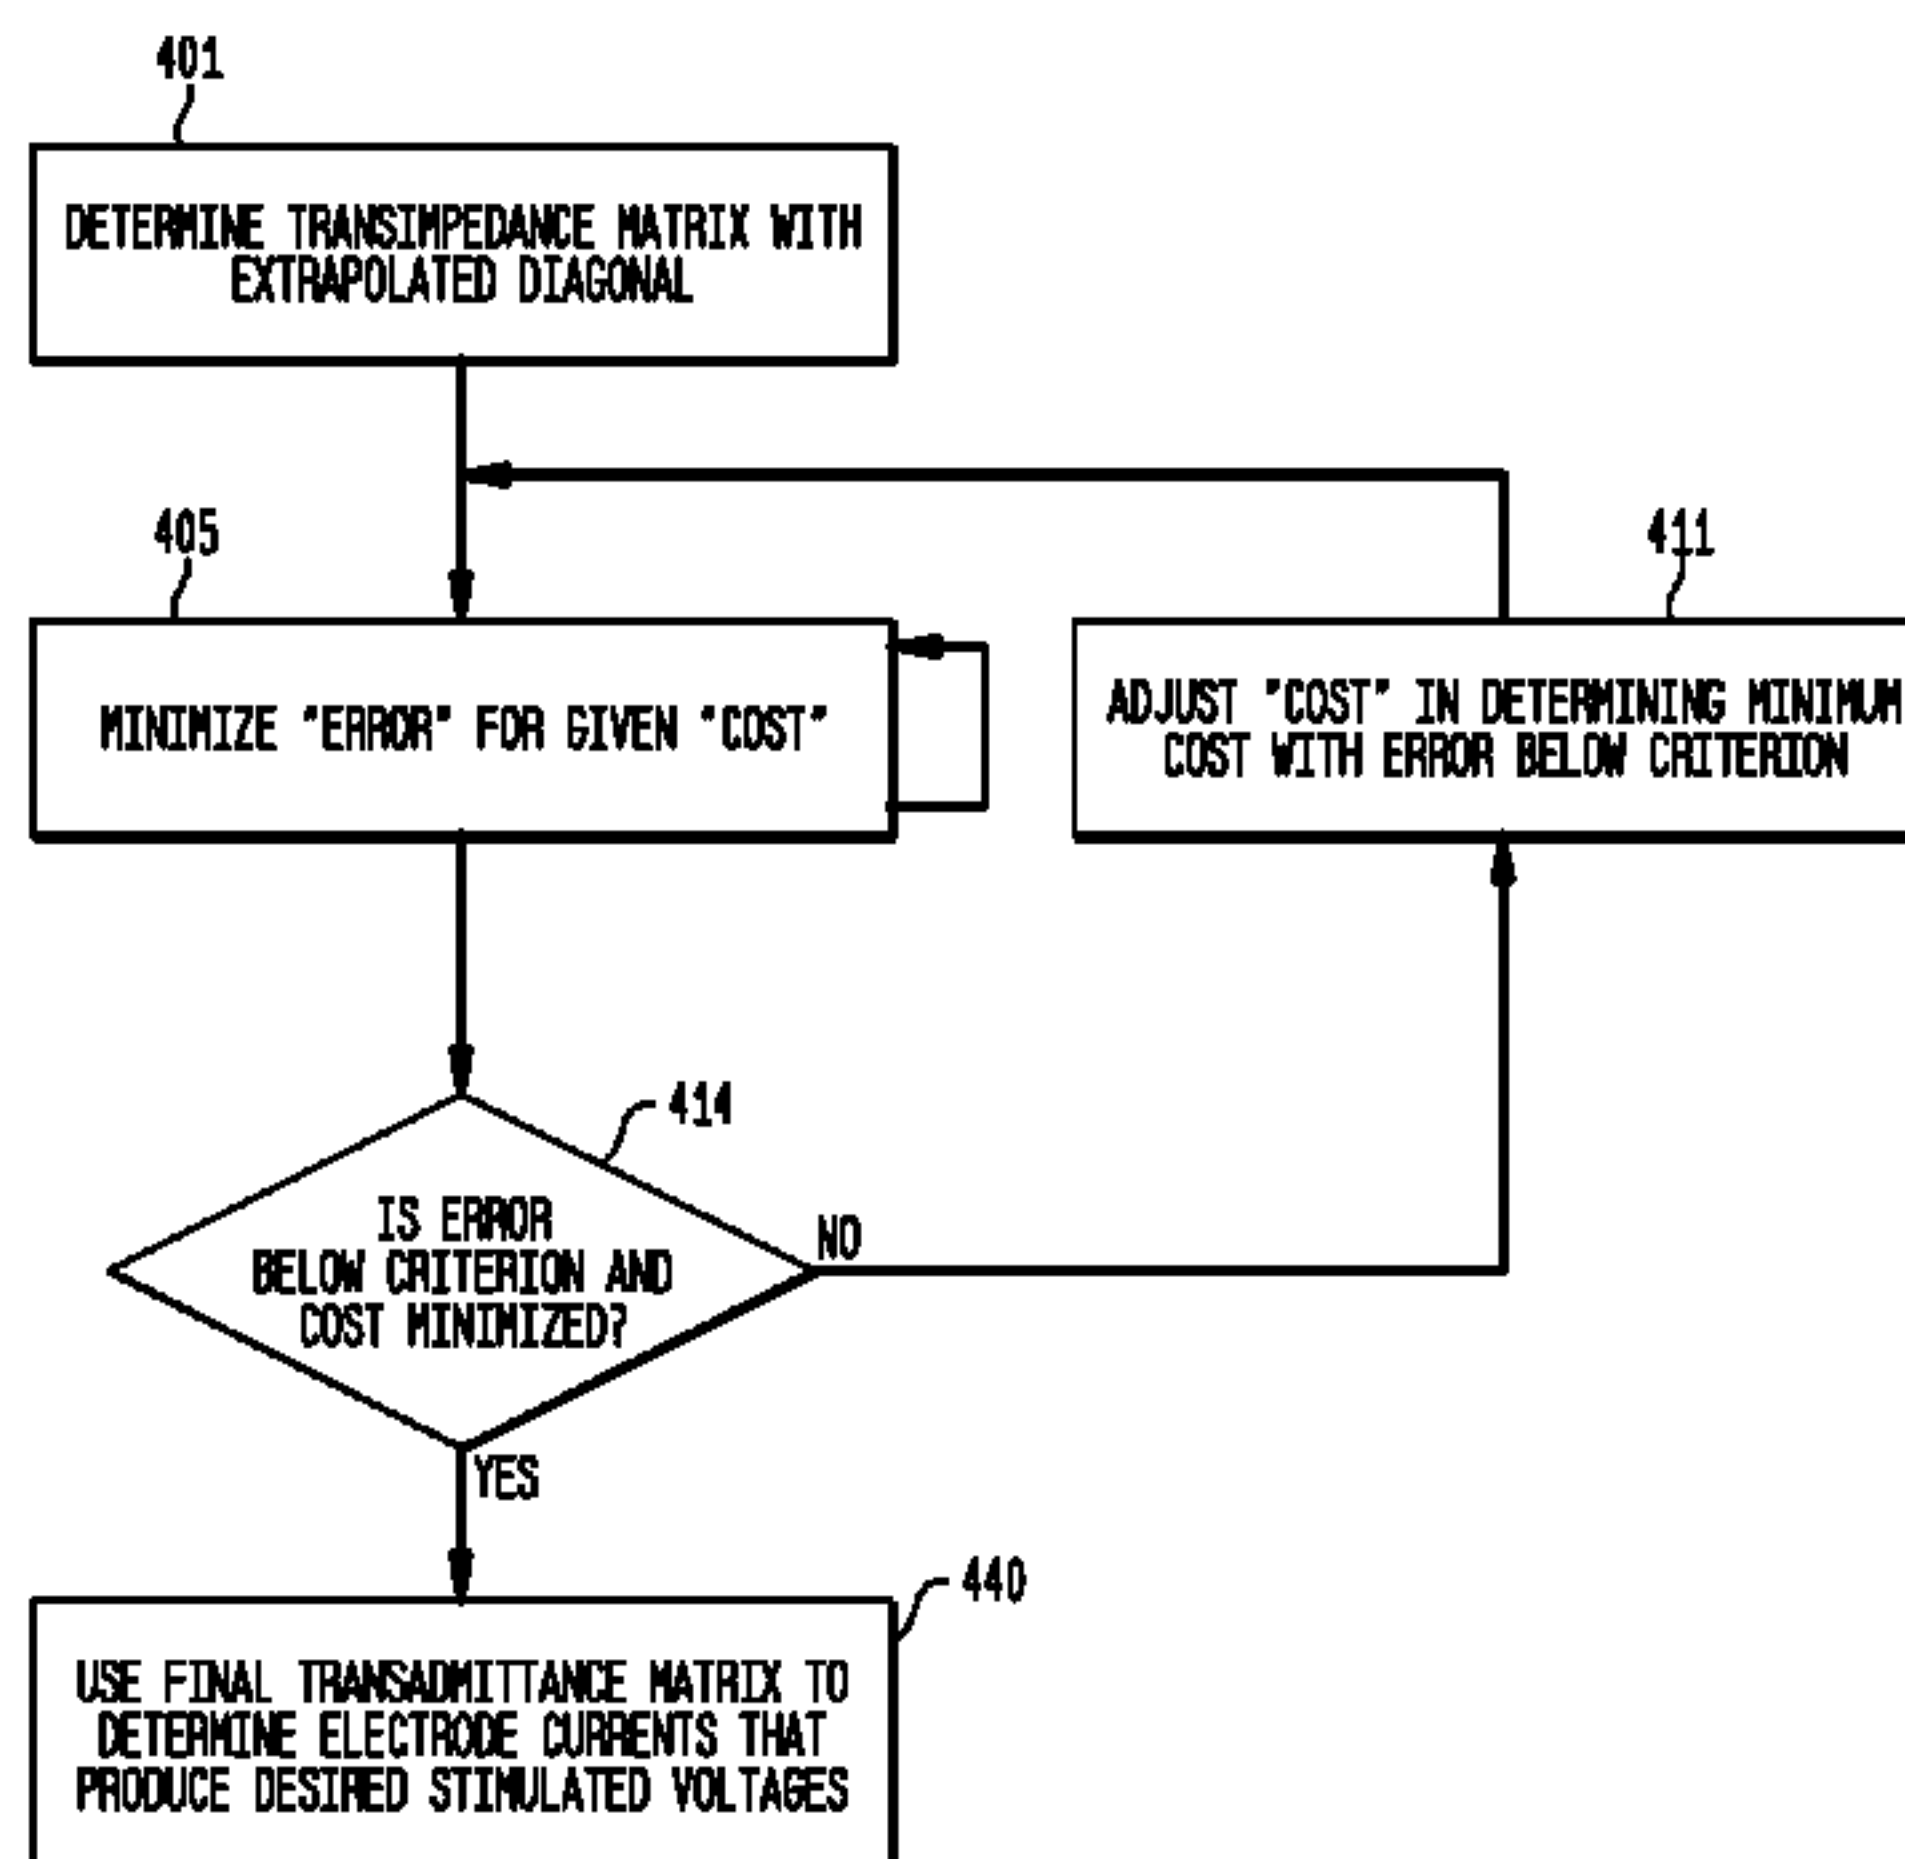 401
DETERMINE TRANSIMPEDANCE MATRIX WITH
EXTRAPOLATED DIAGONAL
405
MINIMIZE "ERROR" FOR GIVEN "COST"
411
ADJUST "COST" IN DETERMINING MINIMUM
COST WITH ERROR BELOW CRITERION
414
IS ERROR
BELOW CRITERION AND
COST MINIMIZED?
NO
YES
440
USE FINAL TRANSADMITTANCE MATRIX TO
DETERMINE ELECTRODE CURRENTS THAT
PRODUCE DESIRED STIMULATED VOLTAGES